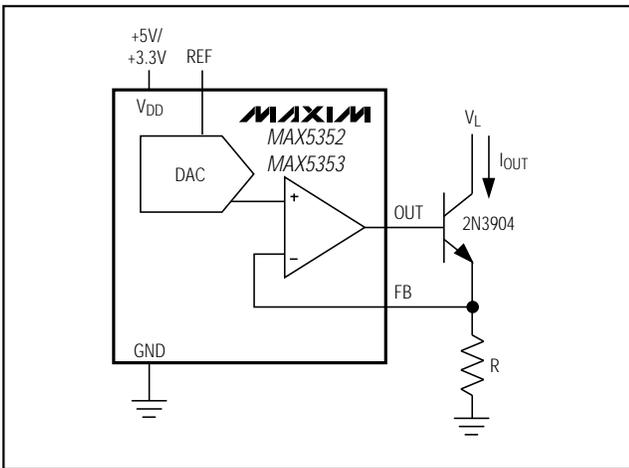 +5V/
+3.3V
REF
VDD
MAXIM
MAX5352
MAX5353
DAC
+
−
OUT
FB
GND
VL
IOUT
2N3904
R